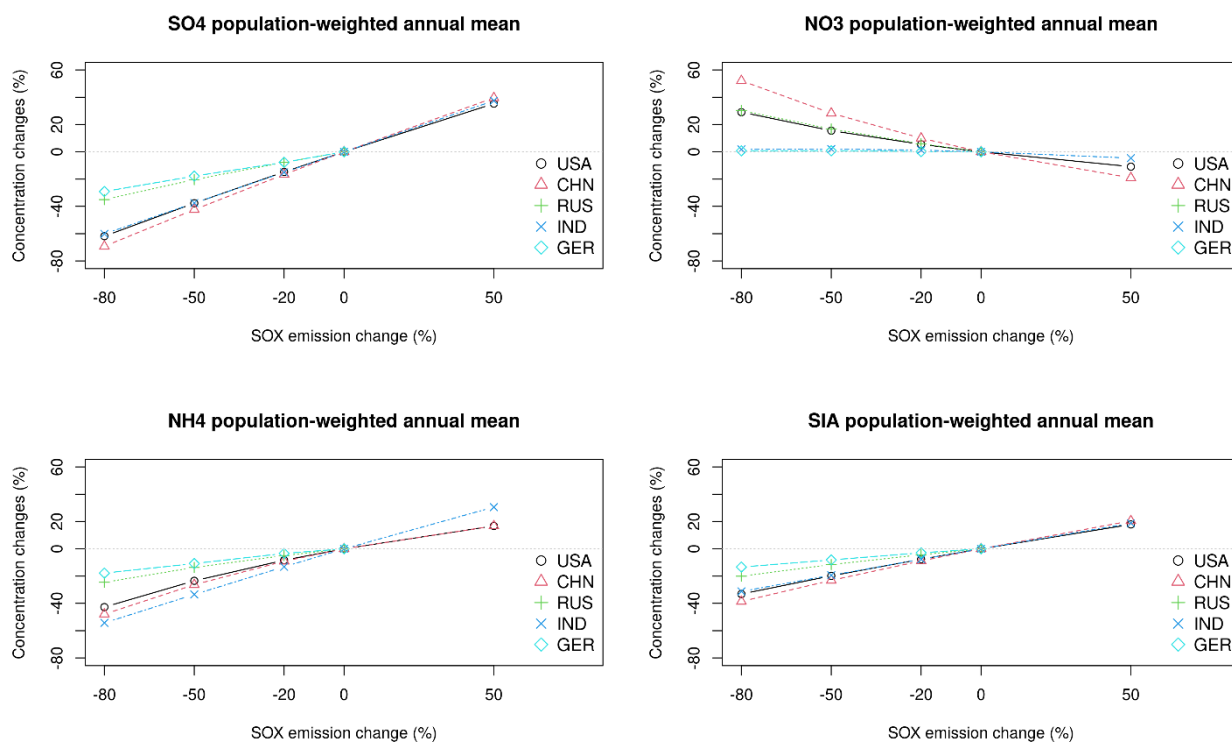 SO4 population-weighted annual mean
Concentration changes (%)
60
20
0
-40
-80
USA
CHN
RUS
IND
GER
-80 -50 -20 0 50
SOX emission change (%)
NO3 population-weighted annual mean
Concentration changes (%)
60
20
0
-40
-80
USA
CHN
RUS
IND
GER
-80 -50 -20 0 50
SOX emission change (%)
NH4 population-weighted annual mean
Concentration changes (%)
60
20
0
-40
-80
USA
CHN
RUS
IND
GER
-80 -50 -20 0 50
SOX emission change (%)
SIA population-weighted annual mean
Concentration changes (%)
60
20
0
-40
-80
USA
CHN
RUS
IND
GER
-80 -50 -20 0 50
SOX emission change (%)